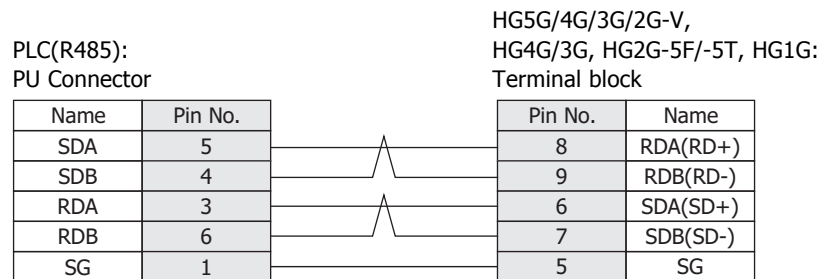 HG5G/4G/3G/2G-V,
PLC(R485): HG4G/3G, HG2G-5F/-5T, HG1G:
PU Connector Terminal block
Name Pin No. Pin No. Name
SDA 5 8 RDA(RD+)
SDB 4 9 RDB(RD-)
RDA 3 6 SDA(SD+)
RDB 6 7 SDB(SD-)
SG 1 5 SG